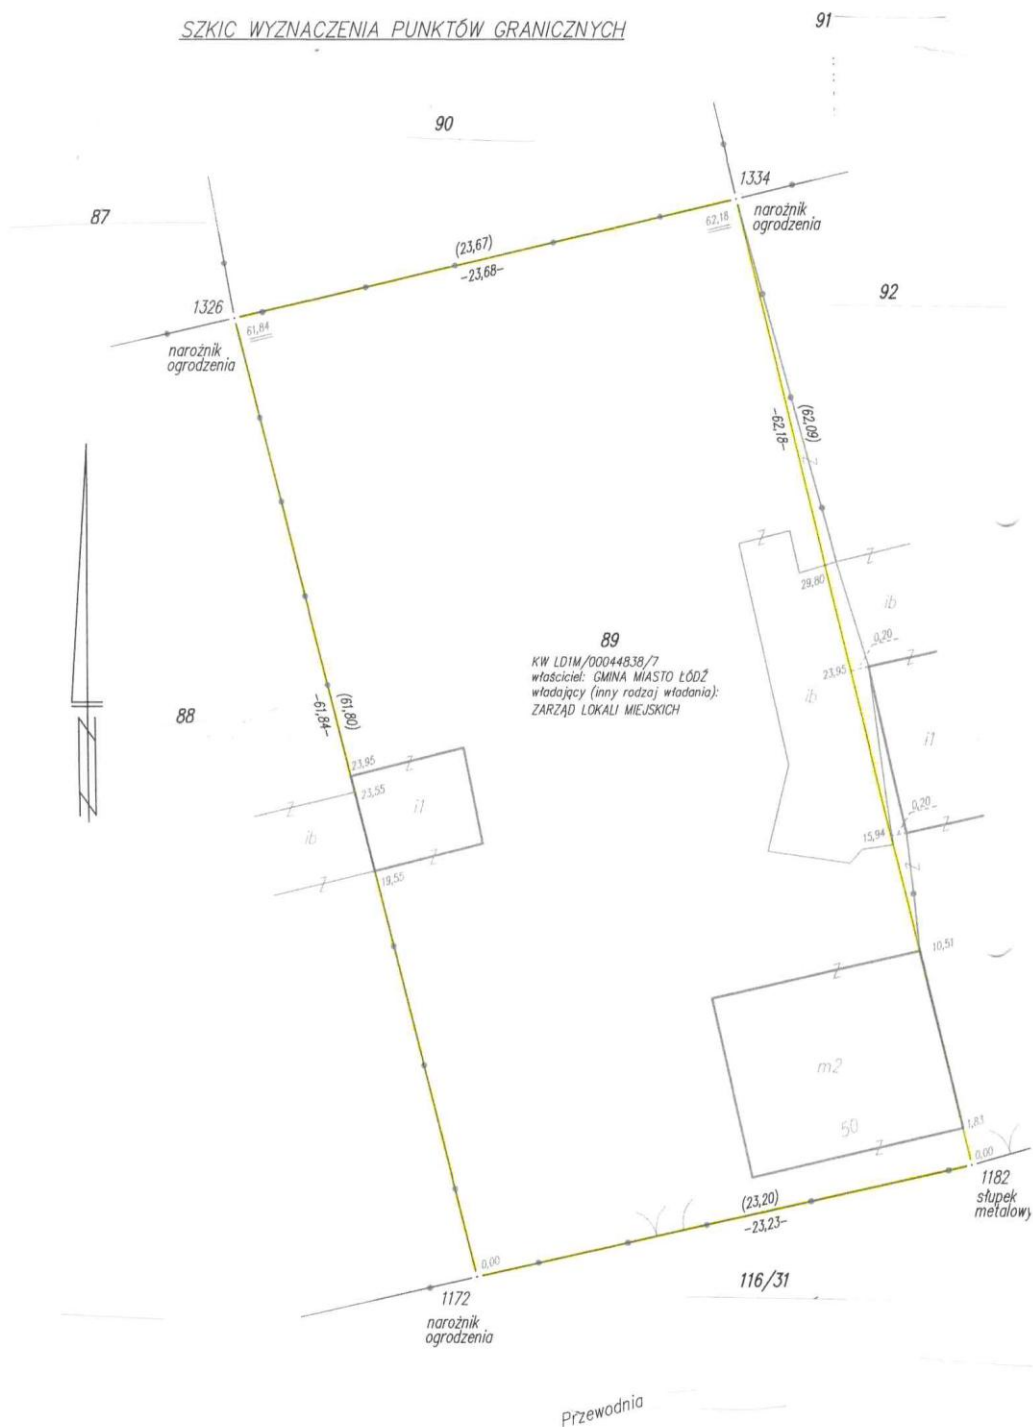 SZKIC WYZNACZENIA PUNKTÓW GRANICZNYCH
91
90
1334
narożnik
ogrodzenia
62,18
87
(23,67)
-23,68-
92
1326
61,84
narożnik
ogrodzenia
(62,09)
-62,18-
Z
Z
Z
29,80
ib
0,20
Z
23,95
89
KW LD1M/00044838/7
właściciel: GMINA MIASTO ŁÓDŹ
władający (inny rodzaj władania):
ZARZĄD LOKALI MIEJSKICH
ib
88
(61,80)
-61,84-
i1
23,95
Z
23,55
Z
i1
ib
0,20
Z
15,94
Z
Z
Z
19,55
10,51
Z
m2
50
Z
1,83
0,00
1182
słupek
metalowy
(23,20)
-23,23-
0,00
1172
narożnik
ogrodzenia
116/31
Przewodnia